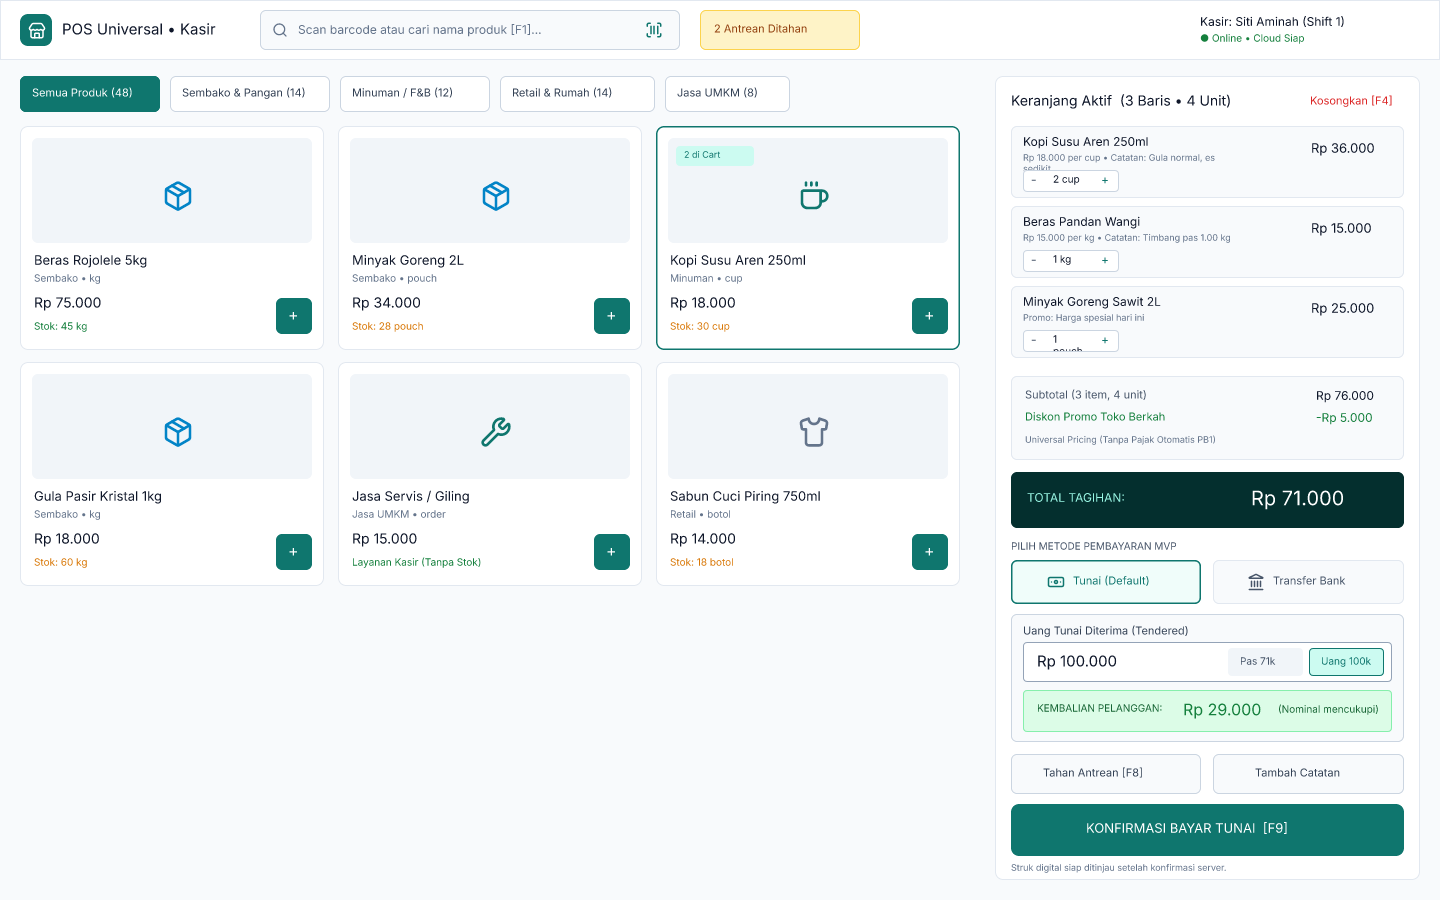 POS Universal • Kasir
Scan barcode atau cari nama produk [F1]...
2 Antrean Ditahan
Kasir: Siti Aminah (Shift 1)
Online • Cloud Siap
Semua Produk (48)
Sembako & Pangan (14)
Minuman / F&B (12)
Retail & Rumah (14)
Jasa UMKM (8)
Beras Rojolele 5kg
Sembako • kg
Rp 75.000
Stok: 45 kg
+
Minyak Goreng 2L
Sembako • pouch
Rp 34.000
Stok: 28 pouch
+
2 di Cart
Kopi Susu Aren 250ml
Minuman • cup
Rp 18.000
Stok: 30 cup
+
Gula Pasir Kristal 1kg
Sembako • kg
Rp 18.000
Stok: 60 kg
+
Jasa Servis / Giling
Jasa UMKM • order
Rp 15.000
Layanan Kasir (Tanpa Stok)
+
Sabun Cuci Piring 750ml
Retail • botol
Rp 14.000
Stok: 18 botol
+
Keranjang Aktif (3 Baris • 4 Unit)
Kosongkan [F4]
Kopi Susu Aren 250ml
Rp 36.000
Rp 18.000 per cup • Catatan: Gula normal, es
sedikit
- 2 cup +
Beras Pandan Wangi
Rp 15.000
Rp 15.000 per kg • Catatan: Timbang pas 1.00 kg
- 1 kg +
Minyak Goreng Sawit 2L
Rp 25.000
Promo: Harga spesial hari ini
- 1 +
pouch
Subtotal (3 item, 4 unit)
Rp 76.000
Diskon Promo Toko Berkah
-Rp 5.000
Universal Pricing (Tanpa Pajak Otomatis PB1)
TOTAL TAGIHAN:
Rp 71.000
PILIH METODE PEMBAYARAN MVP
Tunai (Default)
Transfer Bank
Uang Tunai Diterima (Tendered)
Rp 100.000
Pas 71k
Uang 100k
KEMBALIAN PELANGGAN:
Rp 29.000
(Nominal mencukupi)
Tahan Antrean [F8]
Tambah Catatan
KONFIRMASI BAYAR TUNAI [F9]
Struk digital siap ditinjau setelah konfirmasi server.